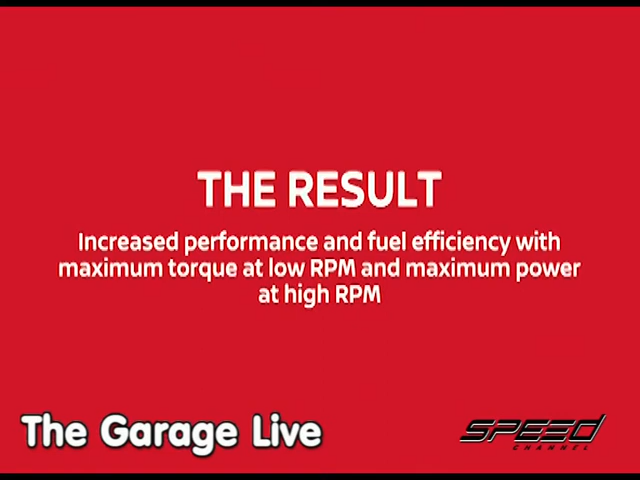 THE RESULT
Increased performance and fuel efficiency with
maximum torque at low RPM and maximum power
at high RPM
The Garage Live
SPEED
CHANNEL